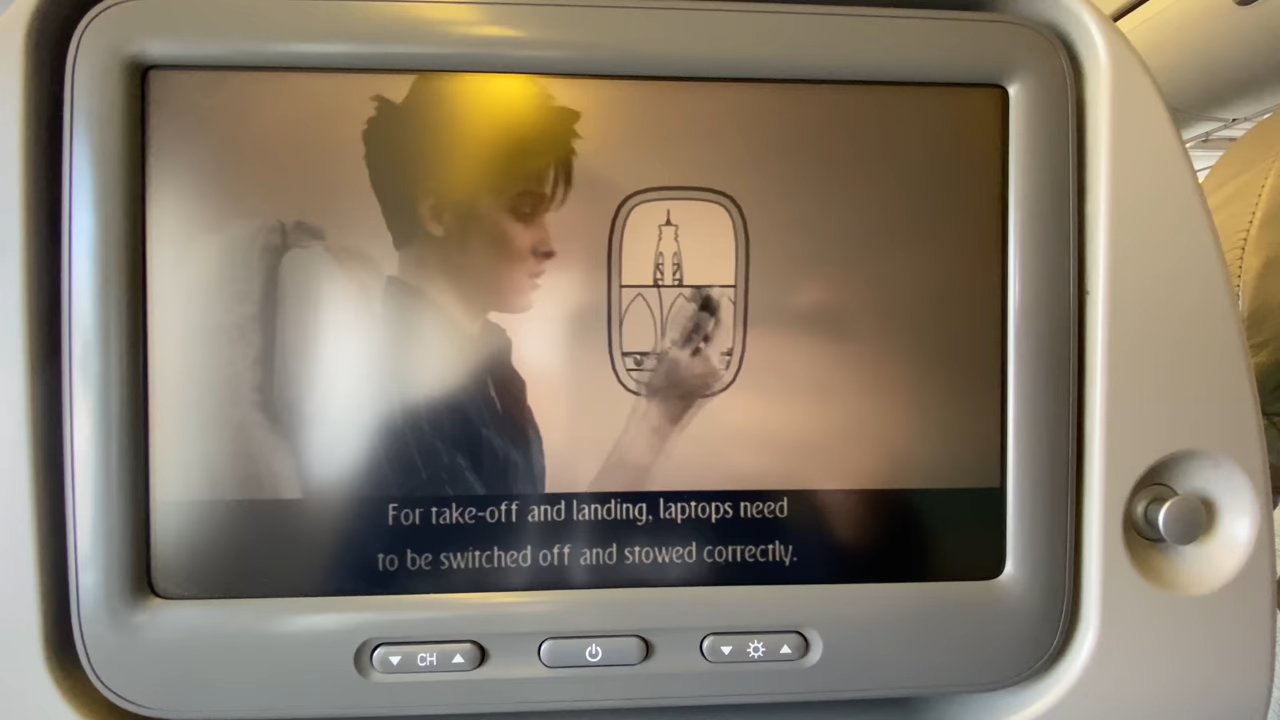 For take-off and landing, laptops need
to be switched off and stowed correctly.
CH